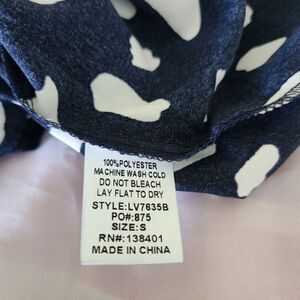 100%POLYESTER
MACHINE WASH COLD
DO NOT BLEACH
LAY FLAT TO DRY
STYLE:LV7635B
PO#:875
SIZE:S
RN#:138401
MADE IN CHINA